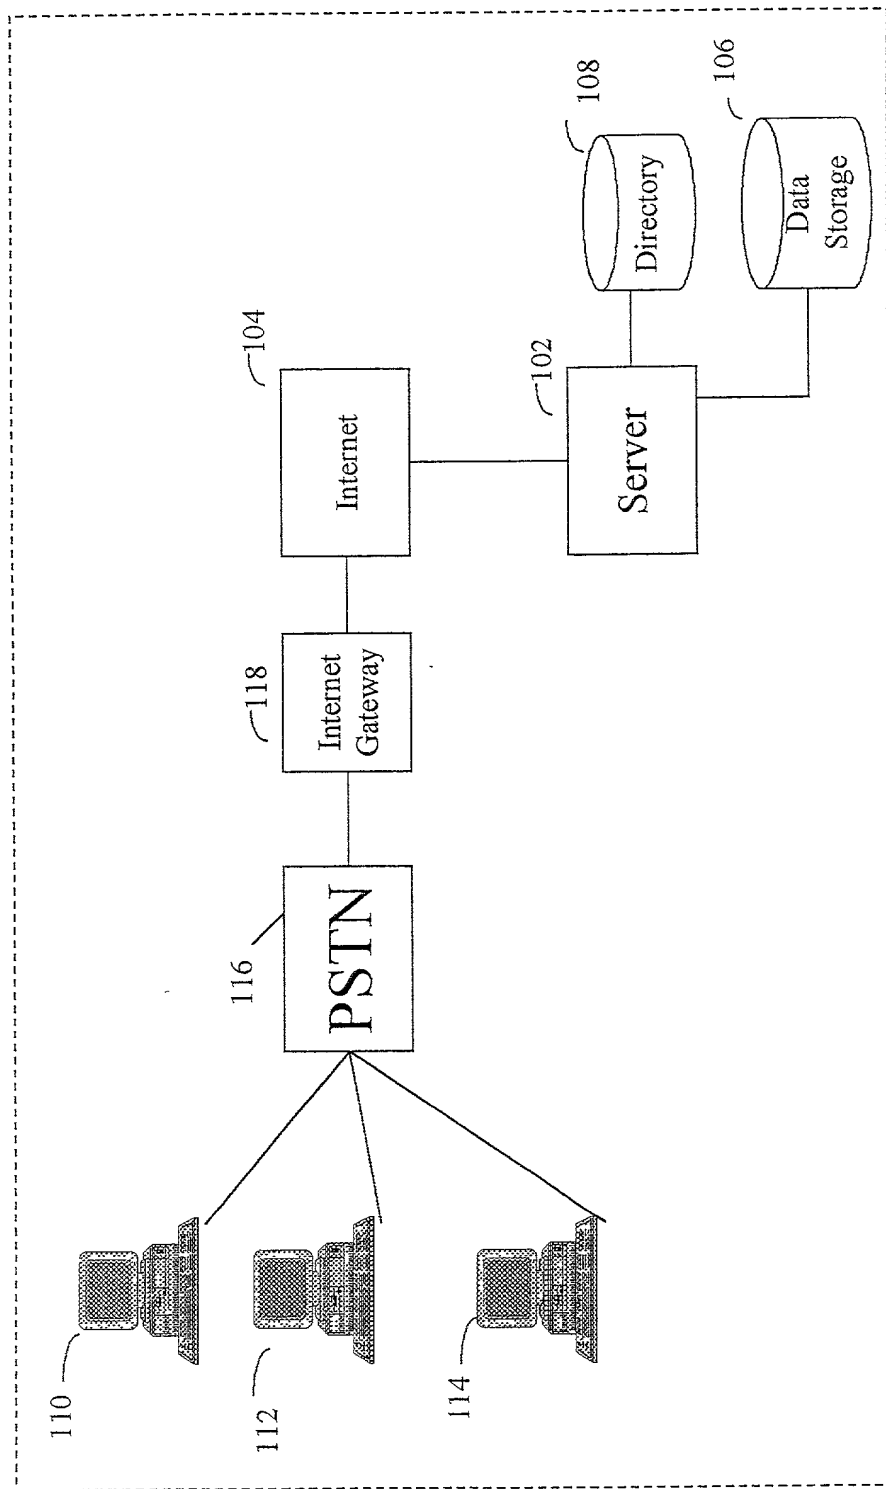 110
112
114
116
PSTN
118
Internet
Gateway
104
Internet
102
Server
108
Directory
106
Data
Storage